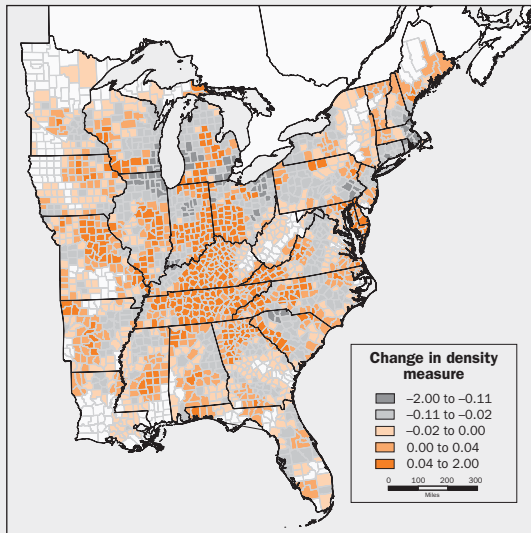 Change in density
measure
–2.00 to –0.11
–0.11 to –0.02
–0.02 to 0.00
0.00 to 0.04
0.04 to 2.00
0 100 200 300
Miles